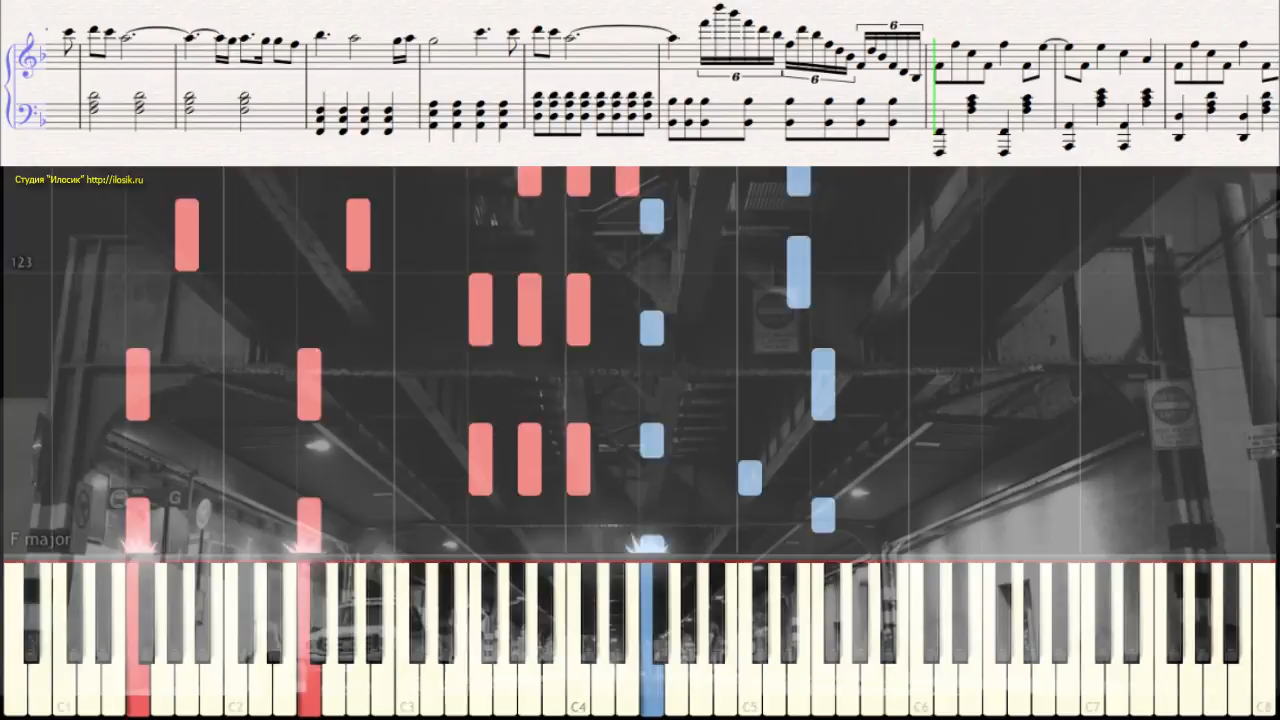 6
6
6
Студия "Илосик" http://ilosik.ru
123
G
F major
C1
C2
C3
C4
C5
C6
C7
C8